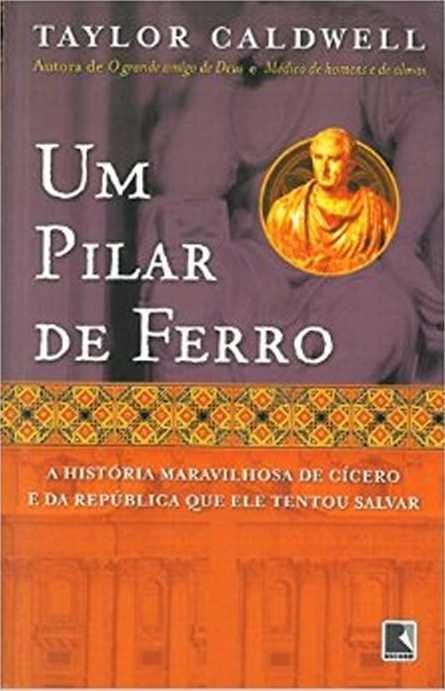 TAYLOR CALDWELL
Autora de O grande amigo de Deus e Médico de homens e de almas
UM
PILAR
DE FERRO
A HISTÓRIA MARAVILHOSA DE CÍCERO
E DA REPÚBLICA QUE ELE TENTOU SALVAR
RECORD